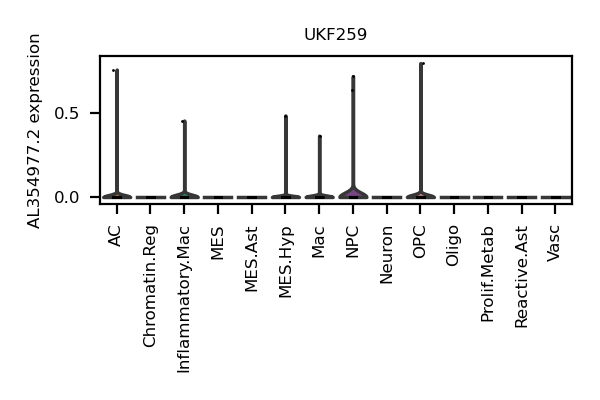 UKF259
AL354977.2 expression
0.5
0.0
AC
Chromatin.Reg
Inflammatory.Mac
MES
MES.Ast
MES.Hyp
Mac
NPC
Neuron
OPC
Oligo
Prolif.Metab
Reactive.Ast
Vasc